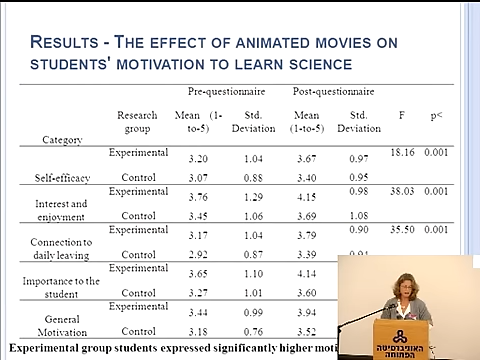 RESULTS - THE EFFECT OF ANIMATED MOVIES ON
STUDENTS' MOTIVATION TO LEARN SCIENCE
Pre-questionnaire Post-questionnaire
Category Research group Mean (1-to-5) Std. Deviation Mean (1-to-5) Std. Deviation F p<
Self-efficacy Experimental 3.20 1.04 3.67 0.97 18.16 0.001
Control 3.07 0.88 3.40 0.95
Interest and enjoyment Experimental 3.76 1.29 4.15 0.98 38.03 0.001
Control 3.45 1.06 3.69 1.08
Connection to daily leaving Experimental 3.17 1.04 3.79 0.90 35.50 0.001
Control 2.92 0.87 3.39
Importance to the student Experimental 3.65 1.10 4.14
Control 3.27 1.01 3.60
General Motivation Experimental 3.44 0.99 3.94
Control 3.18 0.76 3.52
Experimental group students expressed significantly higher
האוניברסיטה
הפתוחה